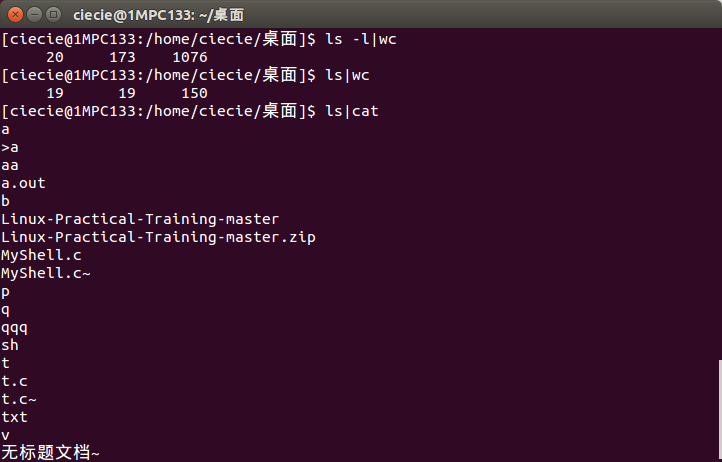 ciecie@1MPC133: ~/桌面
[ciecie@1MPC133:/home/ciecie/桌面]$ ls -l|wc
     20     173    1076
[ciecie@1MPC133:/home/ciecie/桌面]$ ls|wc
     19      19     150
[ciecie@1MPC133:/home/ciecie/桌面]$ ls|cat
a
>a
aa
a.out
b
Linux-Practical-Training-master
Linux-Practical-Training-master.zip
MyShell.c
MyShell.c~
p
q
qqq
sh
t
t.c
t.c~
txt
v
无标题文档~